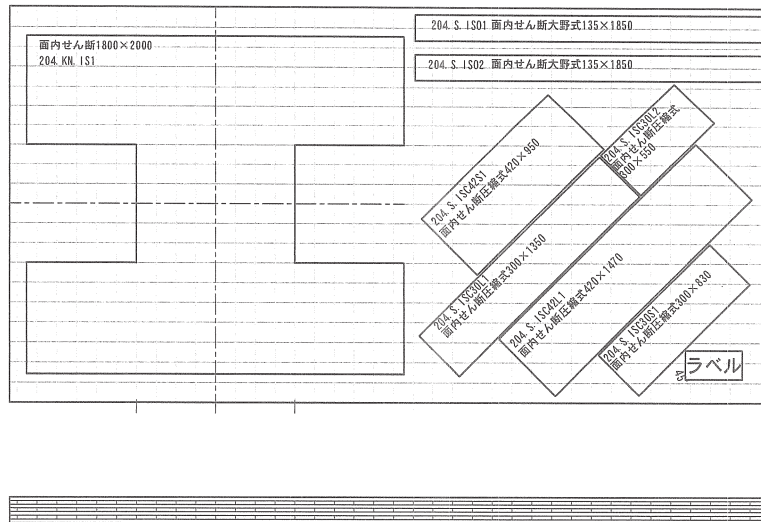 面内せん断1800×2000
204.KN.IS1
204.S.ISO1 面内せん断大野式135×1850
204.S.ISO2 面内せん断大野式135×1850
204.S.ISC42S1
面内せん断圧縮式420×950
204.S.ISC30L2
面内せん断圧縮式
300×550
204.S.ISC30L1
面内せん断圧縮式300×1350
204.S.ISC42L1
面内せん断圧縮式420×1470
204.S.ISC30S1
面内せん断圧縮式300×830
45
ラベル